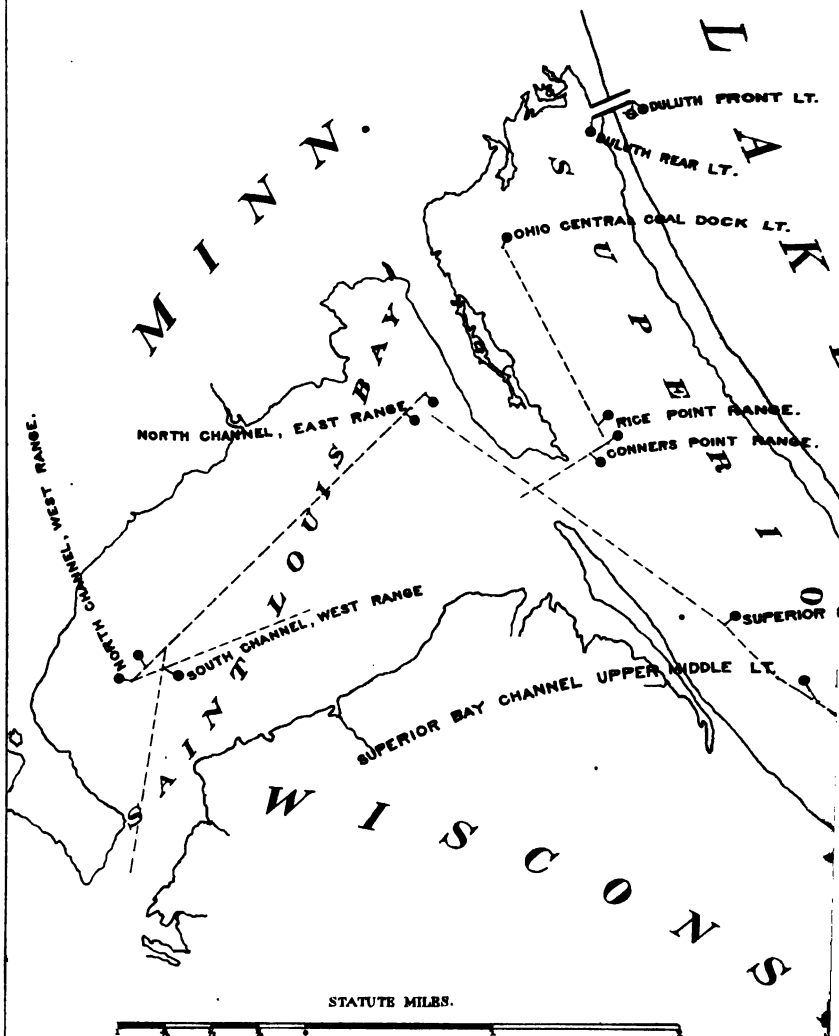 L A K
DULUTH FRONT LT.
DULUTH REAR LT.
MINN.
OHIO CENTRAL COAL DOCK LT.
SUPERIO
SAINT LOUIS BAY
NORTH CHANNEL, EAST RANGE
RICE POINT RANGE.
CONNERS POINT RANGE.
NORTH CHANNEL, WEST RANGE.
SOUTH CHANNEL, WEST RANGE
SUPERIOR
SUPERIOR BAY CHANNEL UPPER MIDDLE LT.
WISCONS
STATUTE MILES.